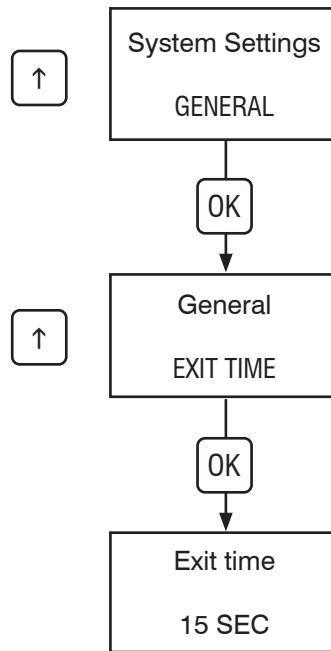 System Settings
↑
GENERAL
OK
General
↑
EXIT TIME
OK
Exit time
15 SEC